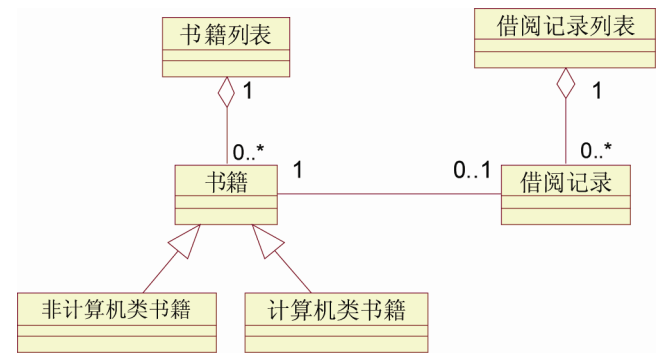 书籍列表
借阅记录列表
1
1
0..*
0..*
书籍
1
0..1
借阅记录
非计算机类书籍
计算机类书籍